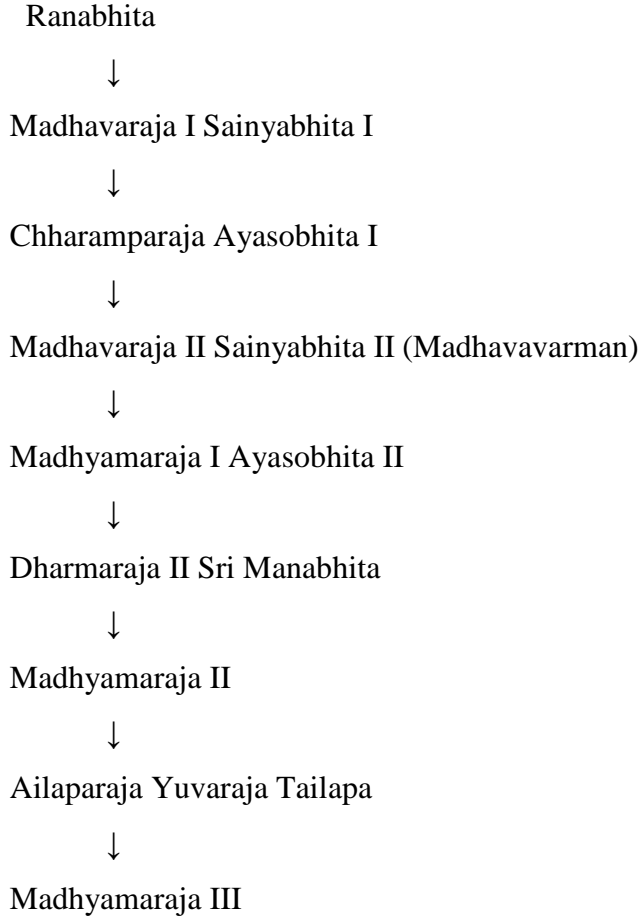 Ranabhita
↓
Madhavaraja I Sainyabhita I
↓
Chharamparaja Ayasobhita I
↓
Madhavaraja II Sainyabhita II (Madhavavarman)
↓
Madhyamaraja I Ayasobhita II
↓
Dharmaraja II Sri Manabhita
↓
Madhyamaraja II
↓
Ailaparaja Yuvaraja Tailapa
↓
Madhyamaraja III